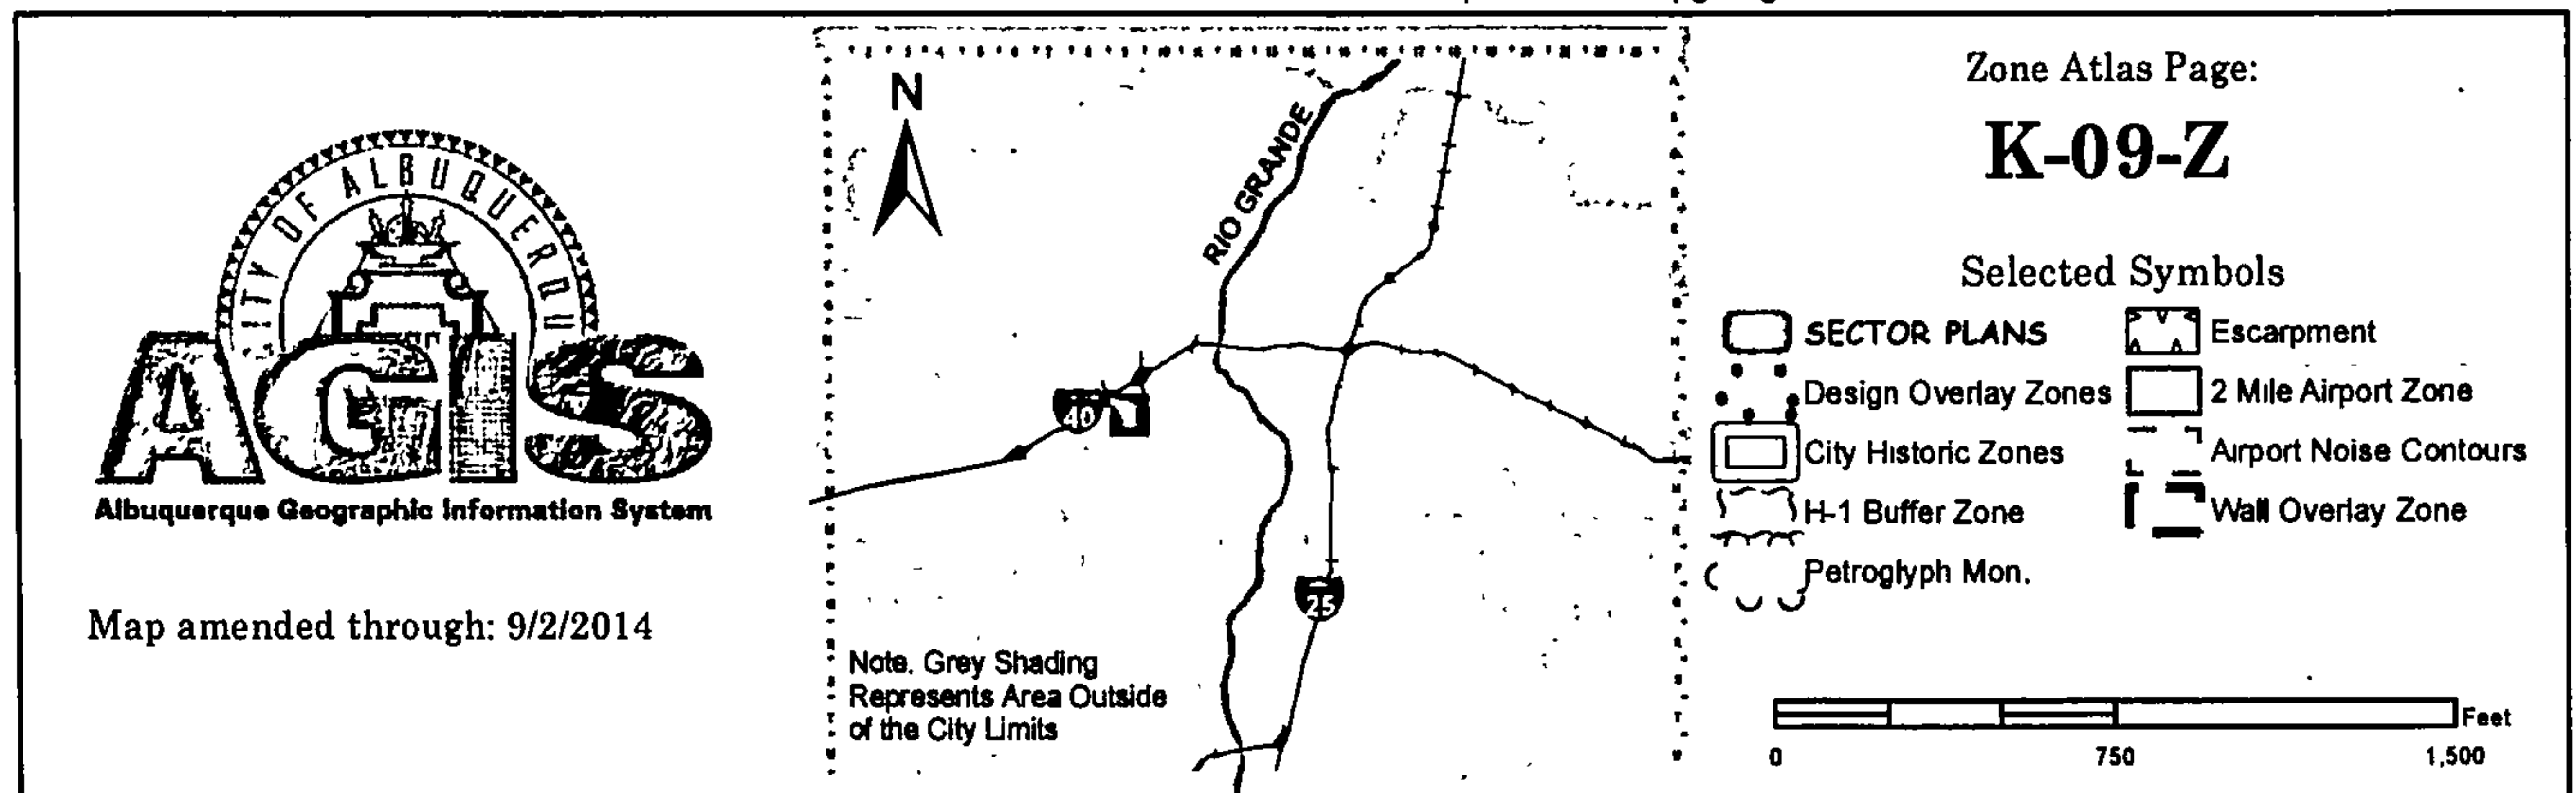 CITY OF ALBUQUERQUE
AGIS
Albuquerque Geographic Information System
Map amended through: 9/2/2014
N
RIO GRANDE
40
25
Note. Grey Shading
Represents Area Outside
of the City Limits
Zone Atlas Page:
K-09-Z
Selected Symbols
SECTOR PLANS
Design Overlay Zones
City Historic Zones
H-1 Buffer Zone
Petroglyph Mon.
Escarpment
2 Mile Airport Zone
Airport Noise Contours
Wall Overlay Zone
Feet
0 750 1,500